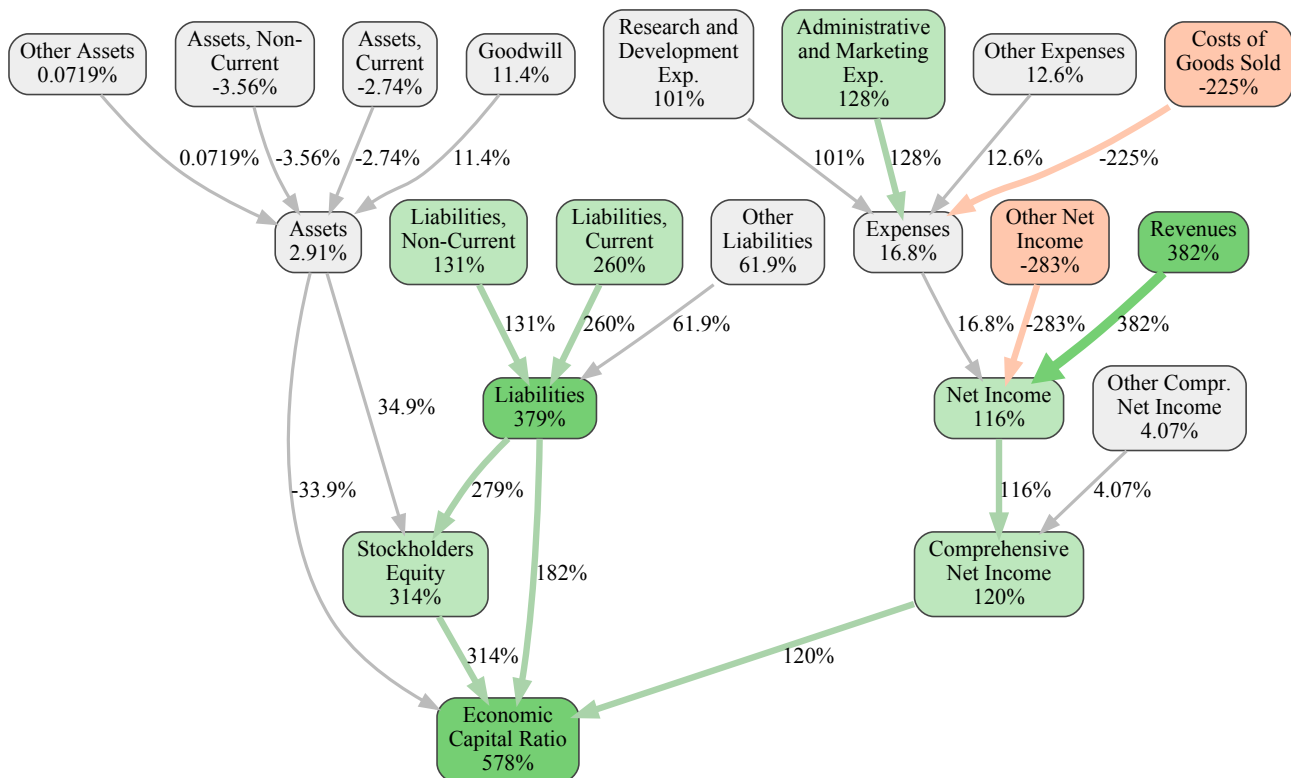 Other Assets
0.0719%
Assets, Non-
Current
-3.56%
Assets,
Current
-2.74%
Goodwill
11.4%
Research and
Development
Exp.
101%
Administrative
and Marketing
Exp.
128%
Other Expenses
12.6%
Costs of
Goods Sold
-225%
0.0719%
-3.56%
-2.74%
11.4%
101%
128%
12.6%
-225%
Assets
2.91%
Liabilities,
Non-Current
131%
Liabilities,
Current
260%
Other
Liabilities
61.9%
Expenses
16.8%
Other Net
Income
-283%
Revenues
382%
131%
260%
61.9%
16.8%
-283%
382%
Liabilities
379%
Net Income
116%
Other Compr.
Net Income
4.07%
34.9%
-33.9%
279%
182%
116%
4.07%
Stockholders
Equity
314%
Comprehensive
Net Income
120%
314%
120%
Economic
Capital Ratio
578%